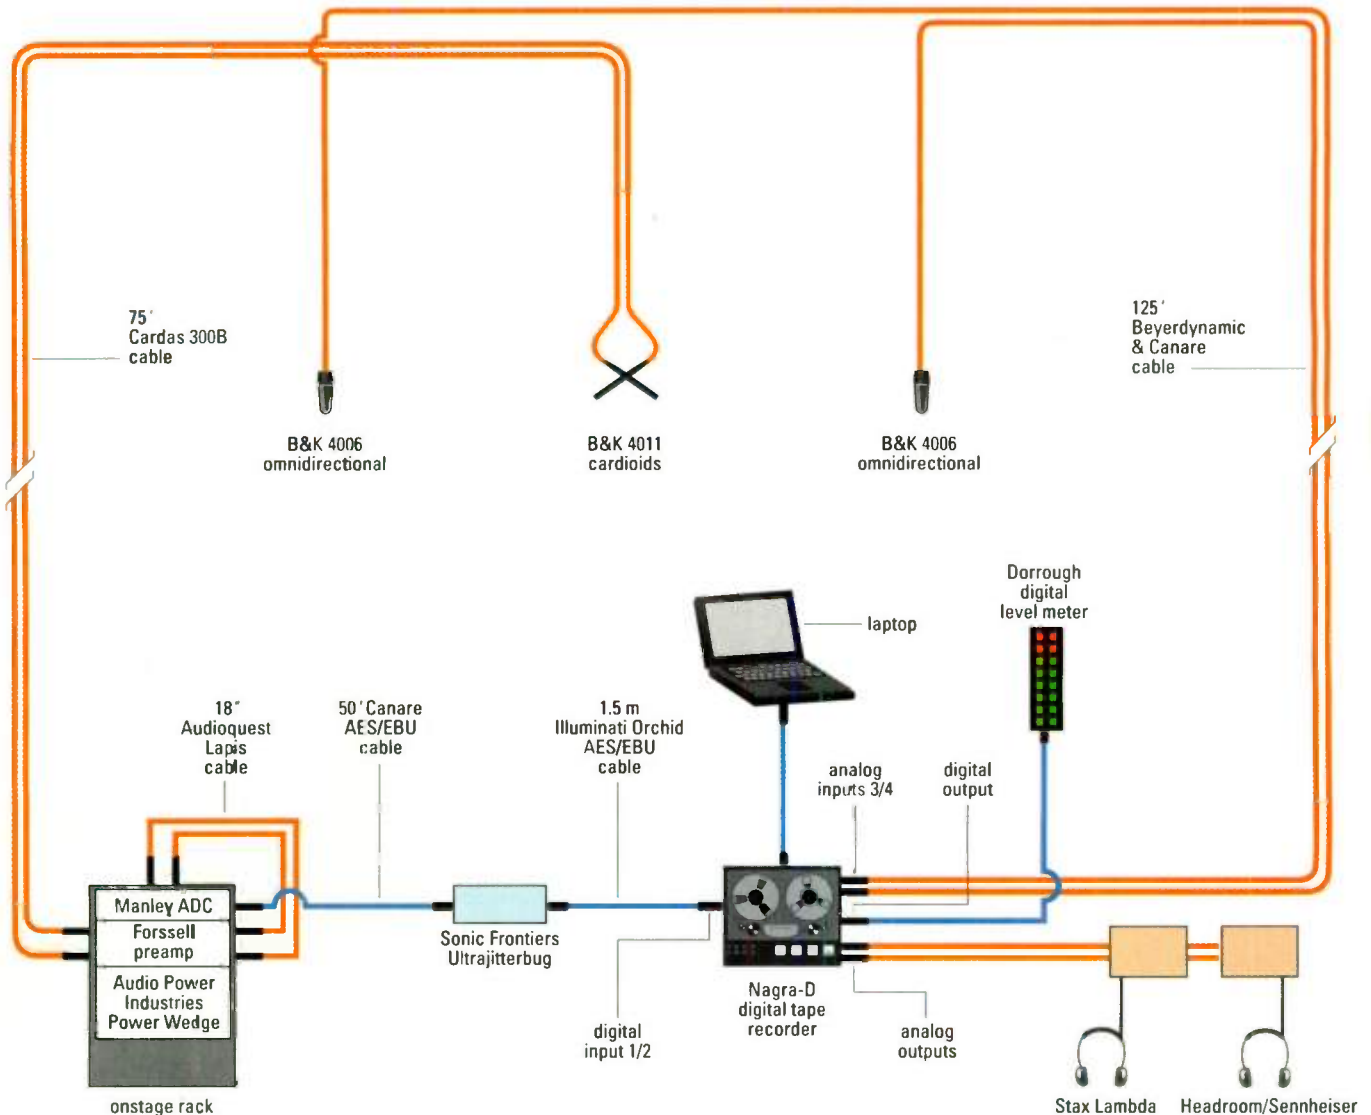 75'
Cardas 300B
cable
125'
Beyerdynamic
& Canare
cable
B&K 4006
omnidirectional
B&K 4011
cardioids
B&K 4006
omnidirectional
Dorrough
digital
level meter
laptop
18"
Audioquest
Lapis
cable
50' Canare
AES/EBU
cable
1.5 m
Illuminati Orchid
AES/EBU
cable
analog
inputs 3/4
digital
output
Manley ADC
Forssell
preamp
Audio Power
Industries
Power Wedge
Sonic Frontiers
Ultrajitterbug
Nagra-D
digital tape
recorder
digital
input 1/2
analog
outputs
onstage rack
Stax Lambda
Headroom/Sennheiser